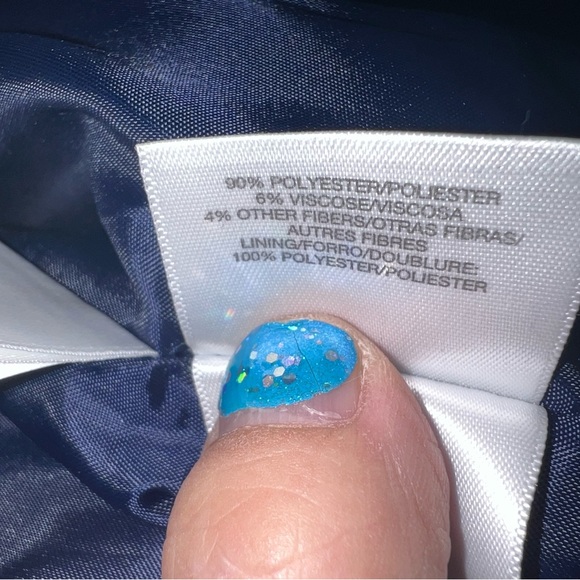 90% POLYESTER/POLIESTER
6% VISCOSE/VISCOSA
4% OTHER FIBERS/OTRAS FIBRAS/
AUTRES FIBRES
LINING/FORRO/DOUBLURE:
100% POLYESTER/POLIESTER